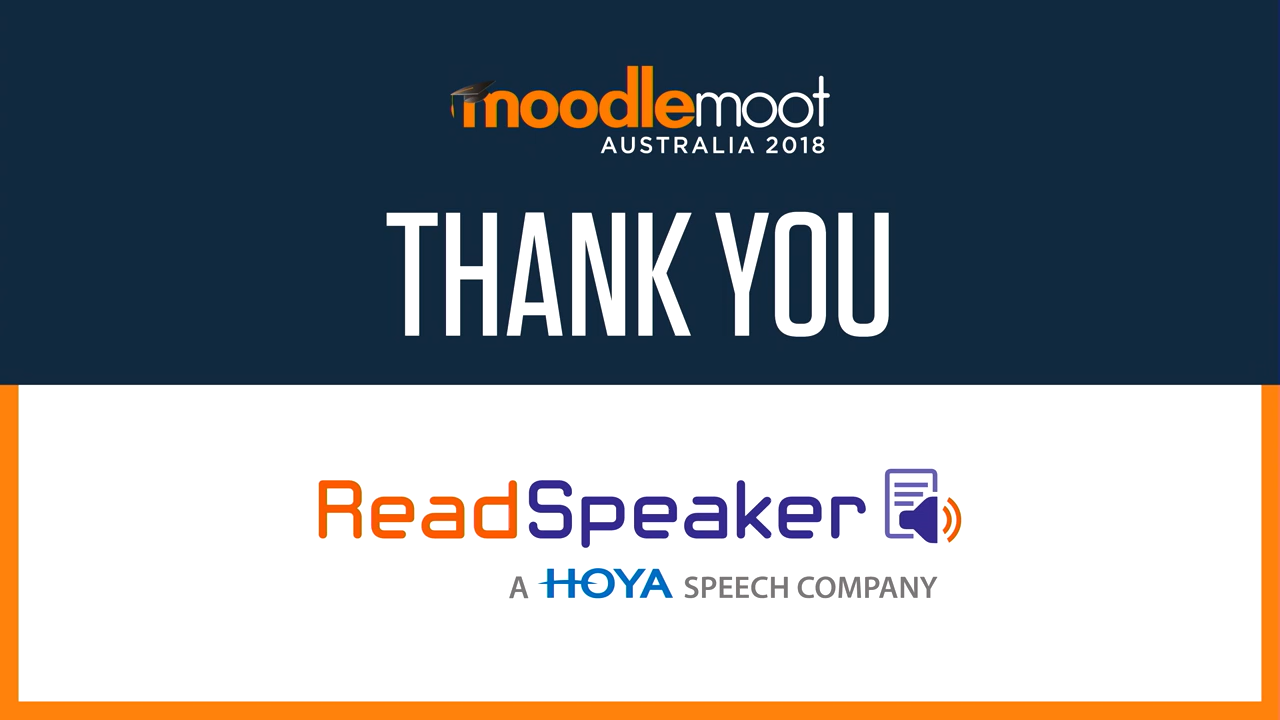 moodlemoot
AUSTRALIA 2018
THANK YOU
ReadSpeaker
A HOYA SPEECH COMPANY